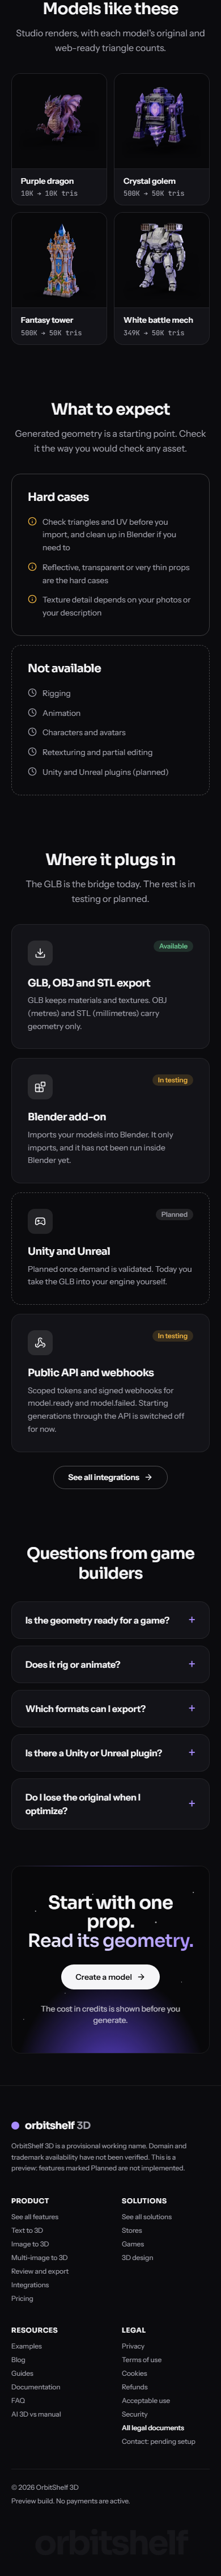 Models like these
Studio renders, with each model's original and
web-ready triangle counts.
Purple dragon
10K → 10K tris
Crystal golem
500K → 50K tris
Fantasy tower
500K → 50K tris
White battle mech
349K → 50K tris
What to expect
Generated geometry is a starting point. Check
it the way you would check any asset.
Hard cases
Check triangles and UV before you
import, and clean up in Blender if you
need to
Reflective, transparent or very thin props
are the hard cases
Texture detail depends on your photos or
your description
Not available
Rigging
Animation
Characters and avatars
Retexturing and partial editing
Unity and Unreal plugins (planned)
Where it plugs in
The GLB is the bridge today. The rest is in
testing or planned.
Available
GLB, OBJ and STL export
GLB keeps materials and textures. OBJ
(metres) and STL (millimetres) carry
geometry only.
In testing
Blender add-on
Imports your models into Blender. It only
imports, and it has not been run inside
Blender yet.
Planned
Unity and Unreal
Planned once demand is validated. Today you
take the GLB into your engine yourself.
In testing
Public API and webhooks
Scoped tokens and signed webhooks for
model.ready and model.failed. Starting
generations through the API is switched off
for now.
See all integrations →
Questions from game
builders
Is the geometry ready for a game? +
Does it rig or animate? +
Which formats can I export? +
Is there a Unity or Unreal plugin? +
Do I lose the original when I
optimize? +
Start with one
prop.
Read its geometry.
Create a model →
The cost in credits is shown before you
generate.
orbitshelf 3D
OrbitShelf 3D is a provisional working name. Domain and
trademark availability have not been verified. This is a
preview: features marked Planned are not implemented.
PRODUCT
See all features
Text to 3D
Image to 3D
Multi-image to 3D
Review and export
Integrations
Pricing
SOLUTIONS
See all solutions
Stores
Games
3D design
RESOURCES
Examples
Blog
Guides
Documentation
FAQ
AI 3D vs manual
LEGAL
Privacy
Terms of use
Cookies
Refunds
Acceptable use
Security
All legal documents
Contact: pending setup
© 2026 OrbitShelf 3D
Preview build. No payments are active.
orbitshelf